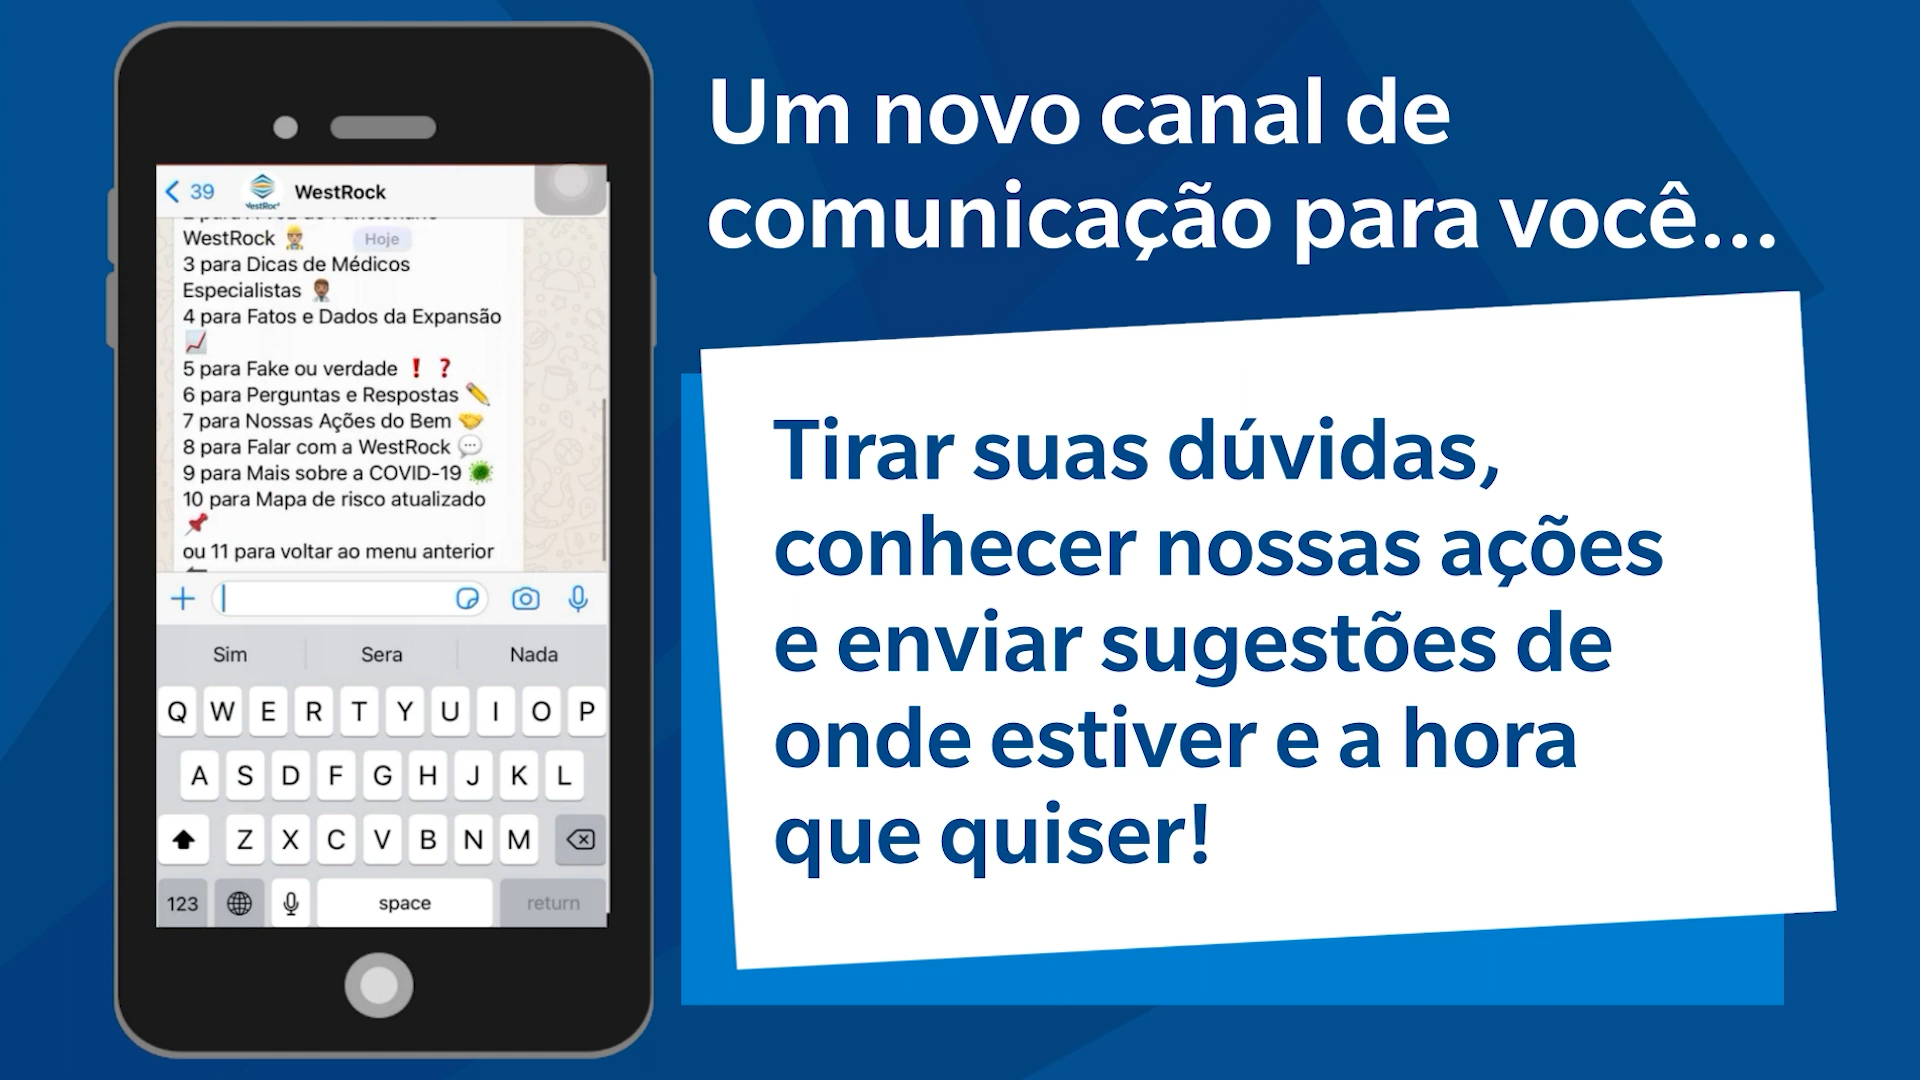 Um novo canal de
comunicação para você...
Tirar suas dúvidas,
conhecer nossas ações
e enviar sugestões de
onde estiver e a hora
que quiser!
39 WestRock
WestRock
Hoje
3 para Dicas de Médicos
Especialistas
4 para Fatos e Dados da Expansão
5 para Fake ou verdade ❗ ❓
6 para Perguntas e Respostas
7 para Nossas Ações do Bem
8 para Falar com a WestRock
9 para Mais sobre a COVID-19
10 para Mapa de risco atualizado
ou 11 para voltar ao menu anterior
Sim Sera Nada
Q W E R T Y U I O P
A S D F G H J K L
Z X C V B N M
123 space return